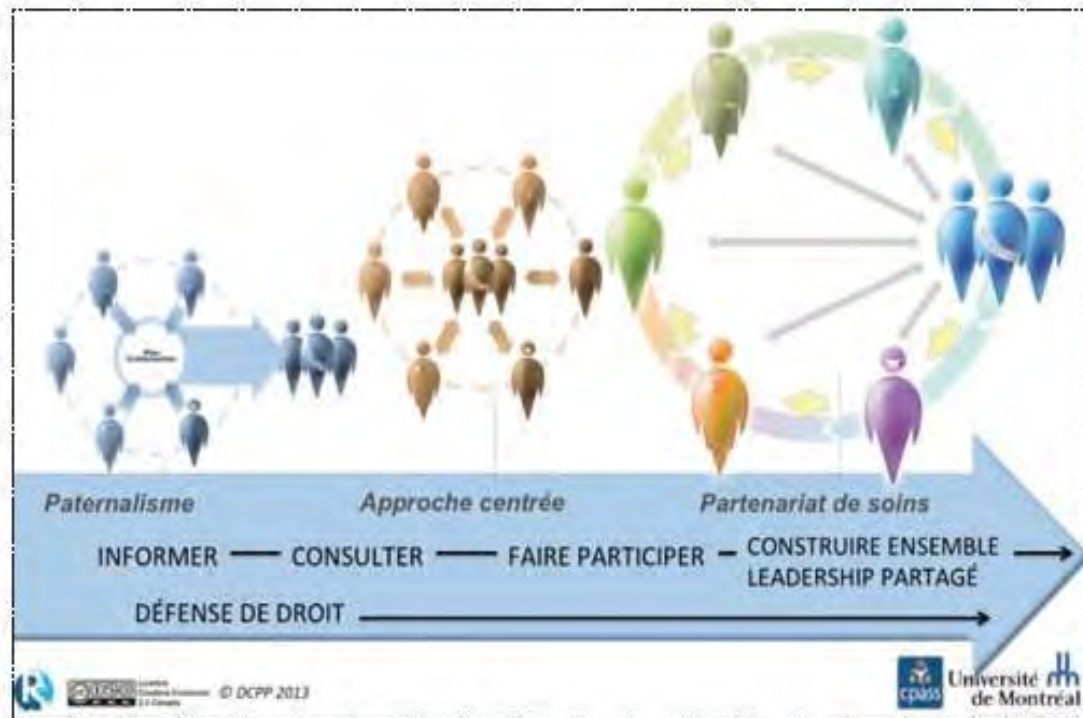 Paternalisme
Approche centrée
Partenariat de soins
INFORMER
CONSULTER
FAIRE PARTICIPER
CONSTRUIRE ENSEMBLE
LEADERSHIP PARTAGÉ
DÉFENSE DE DROIT
© DCPP 2013
cpass
Université
de Montréal